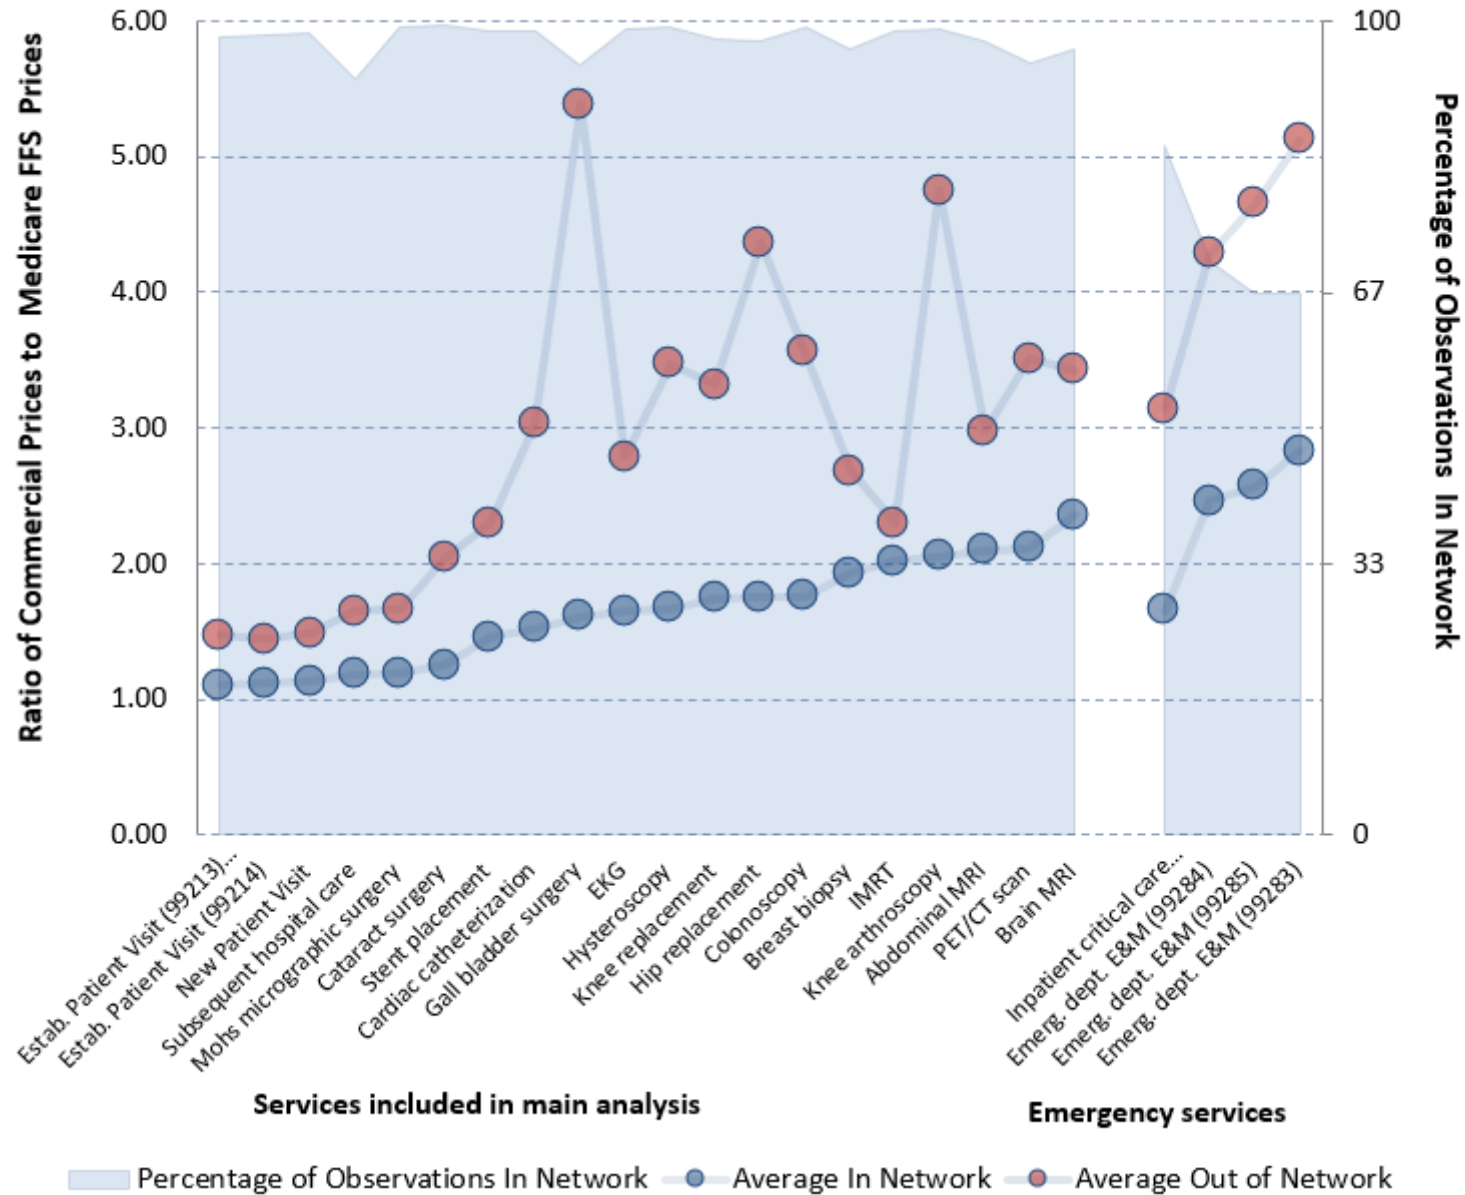 Ratio of Commercial Prices to Medicare FFS Prices
6.00
5.00
4.00
3.00
2.00
1.00
0.00
100
67
33
0
Percentage of Observations In Network
Estab. Patient Visit (99213)...
Estab. Patient Visit (99214)
New Patient Visit
Subsequent hospital care
Mohs micrographic surgery
Cataract surgery
Stent placement
Cardiac catheterization
Gall bladder surgery
EKG
Hysteroscopy
Knee replacement
Hip replacement
Colonoscopy
Breast biopsy
IMRT
Knee arthroscopy
Abdominal MRI
PET/CT scan
Brain MRI
Inpatient critical care...
Emerg. dept. E&M (99284)
Emerg. dept. E&M (99285)
Emerg. dept. E&M (99283)
Services included in main analysis
Emergency services
Percentage of Observations In Network
Average In Network
Average Out of Network